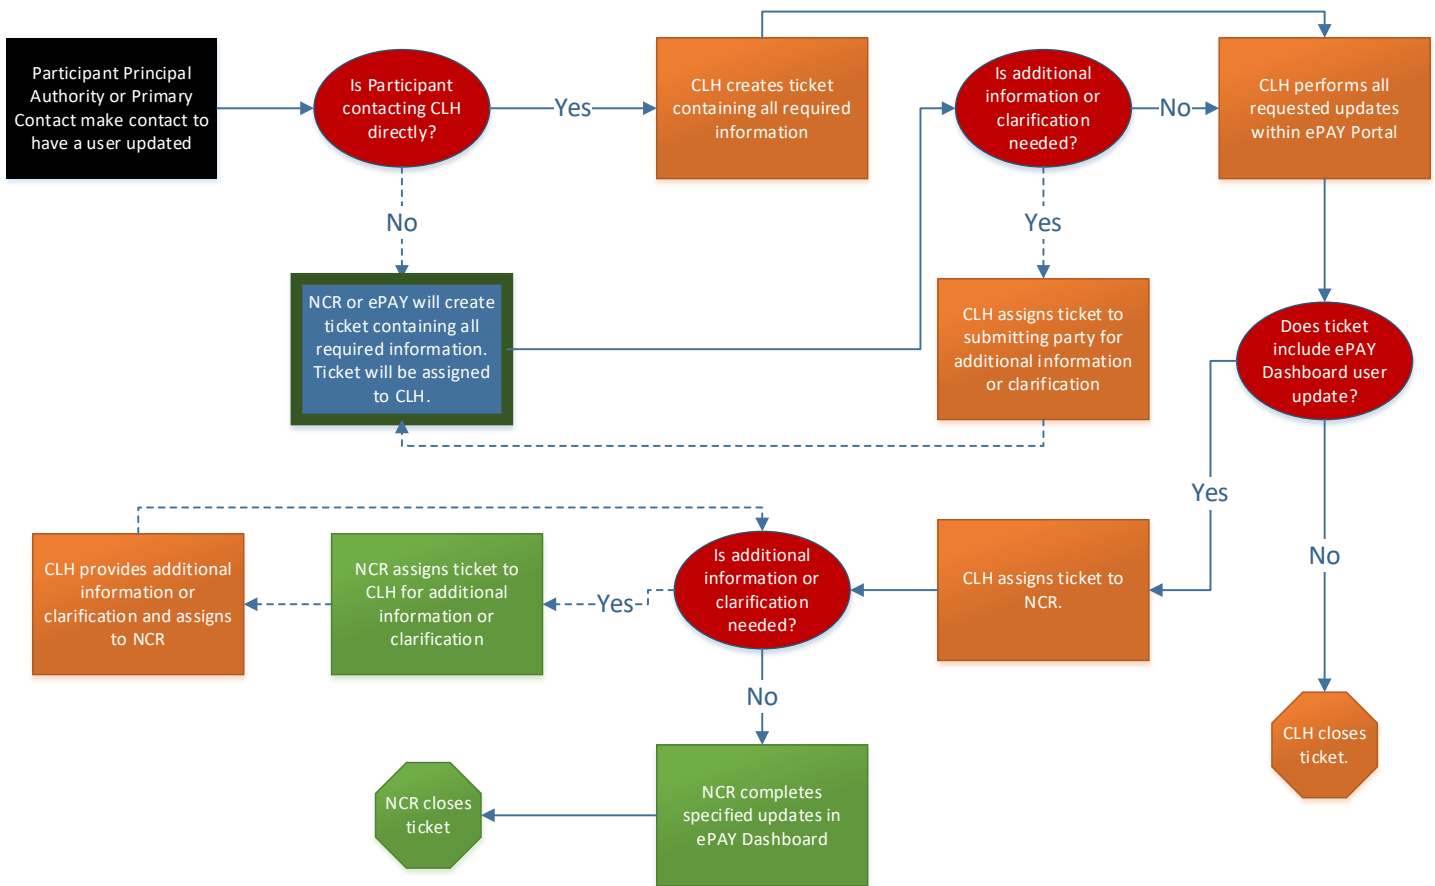 Participant Principal
Authority or Primary
Contact make contact to
have a user updated
Is Participant
contacting CLH
directly?
Yes
CLH creates ticket
containing all required
information
Is additional
information or
clarification
needed?
No
CLH performs all
requested updates
within ePAY Portal
No
Yes
NCR or ePAY will create
ticket containing all
required information.
Ticket will be assigned
to CLH.
CLH assigns ticket to
submitting party for
additional information
or clarification
Does ticket
include ePAY
Dashboard user
update?
Yes
No
CLH provides additional
information or
clarification and assigns
to NCR
NCR assigns ticket to
CLH for additional
information or
clarification
Yes
Is additional
information or
clarification
needed?
CLH assigns ticket to
NCR.
No
CLH closes
ticket.
NCR closes
ticket
NCR completes
specified updates in
ePAY Dashboard